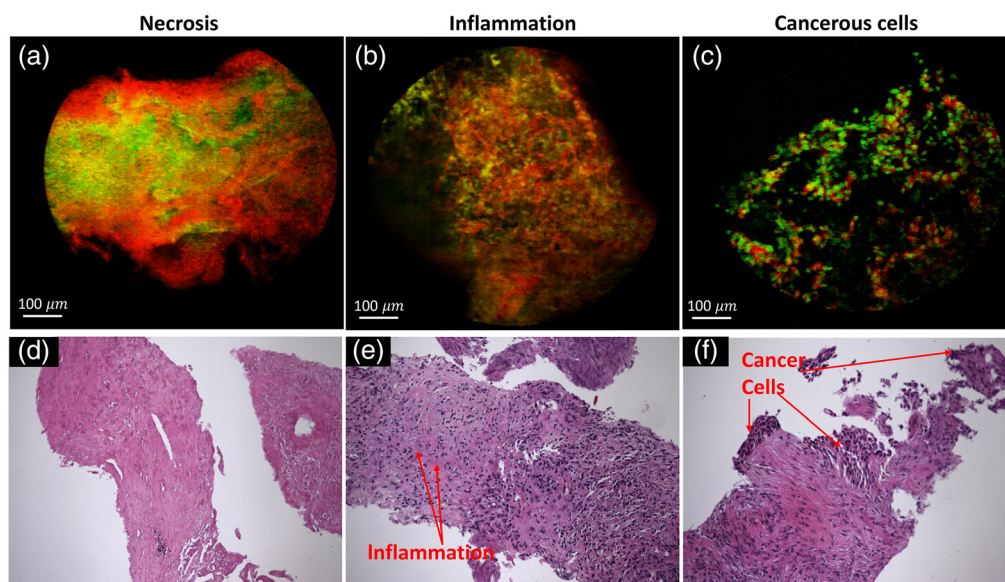 Necrosis
Inflammation
Cancerous cells
(a)
(b)
(c)
100 μm
100 μm
100 μm
(d)
(e)
(f)
Cancer
Cells
Inflammation